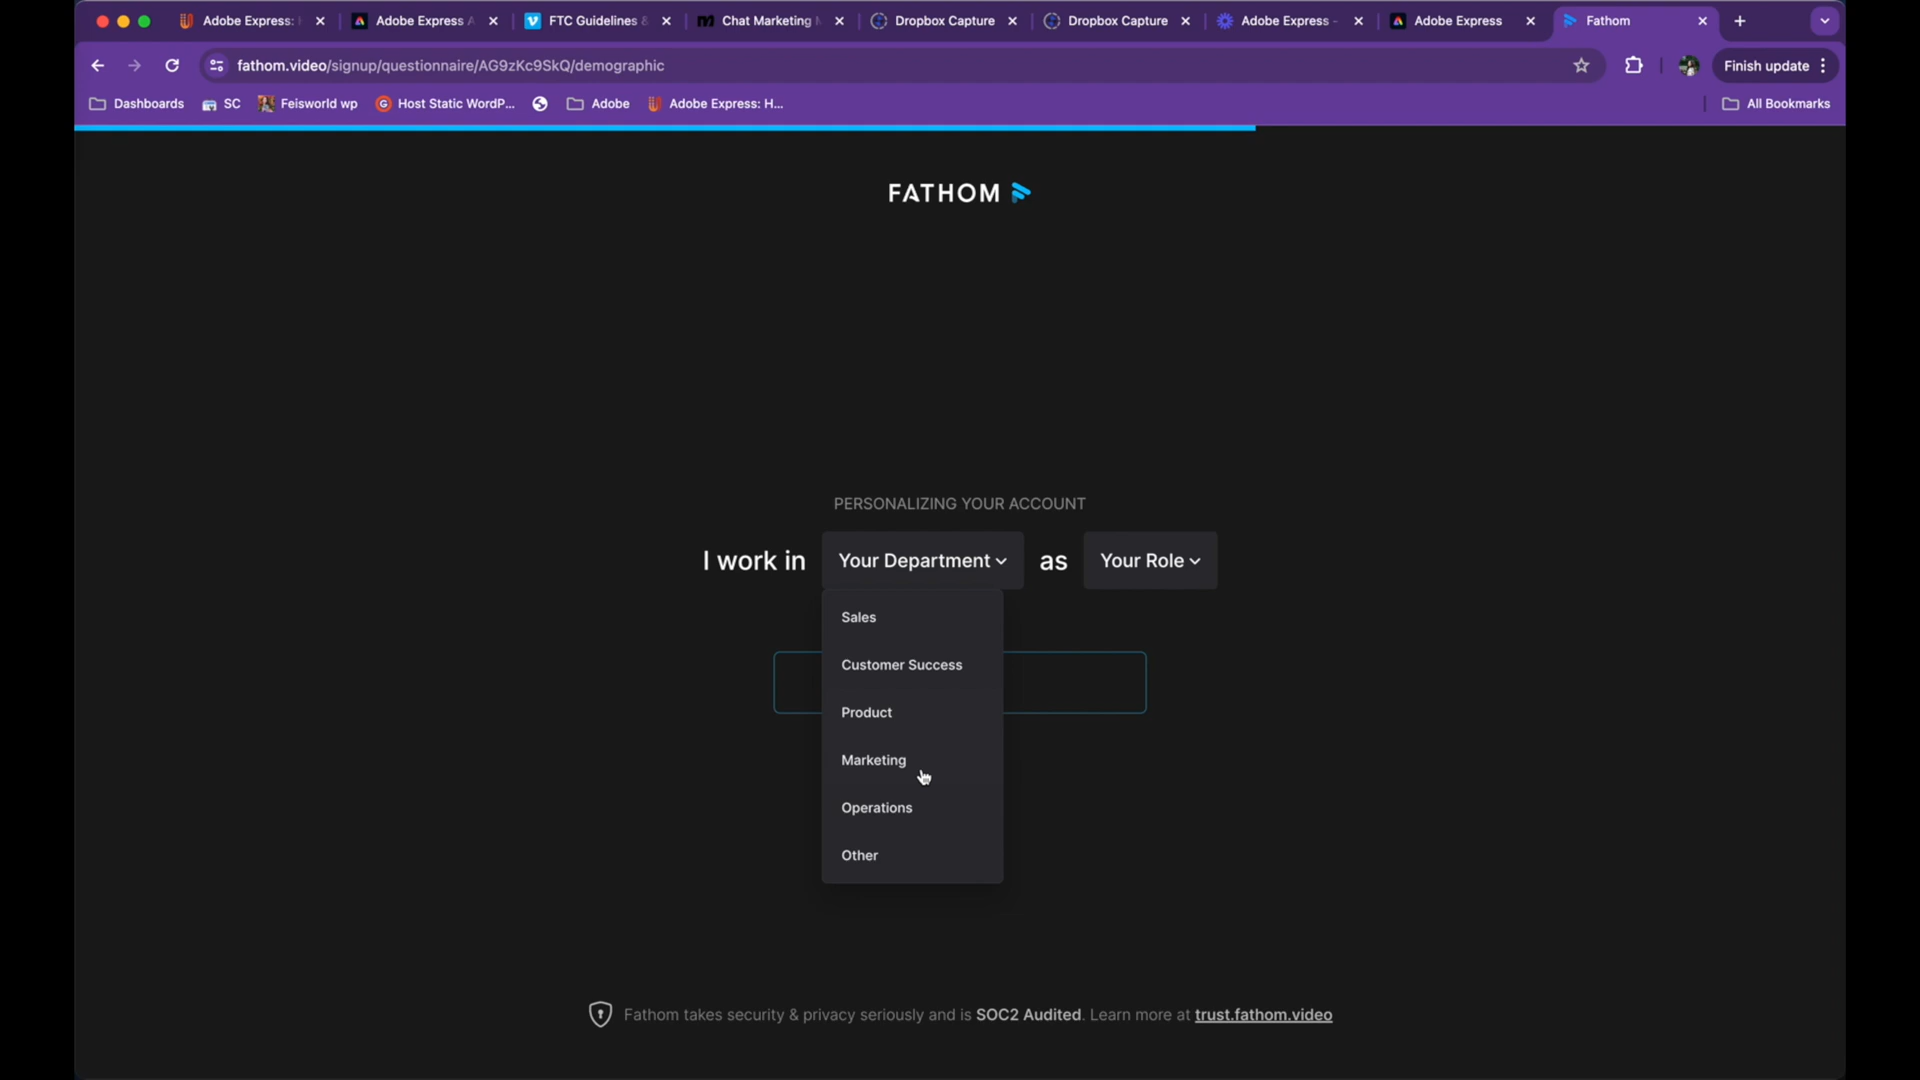 Adobe Express: Adobe Express A FTC Guidelines & Chat Marketing Dropbox Capture Dropbox Capture Adobe Express - Adobe Express Fathom
fathom.video/signup/questionnaire/AG9zKc9SkQ/demographic Finish update
Dashboards SC Feisworld wp Host Static WordP... Adobe Adobe Express: H... All Bookmarks
FATHOM
PERSONALIZING YOUR ACCOUNT
I work in Your Department as Your Role
Sales
Customer Success
Product
Marketing
Operations
Other
Fathom takes security & privacy seriously and is SOC2 Audited. Learn more at trust.fathom.video